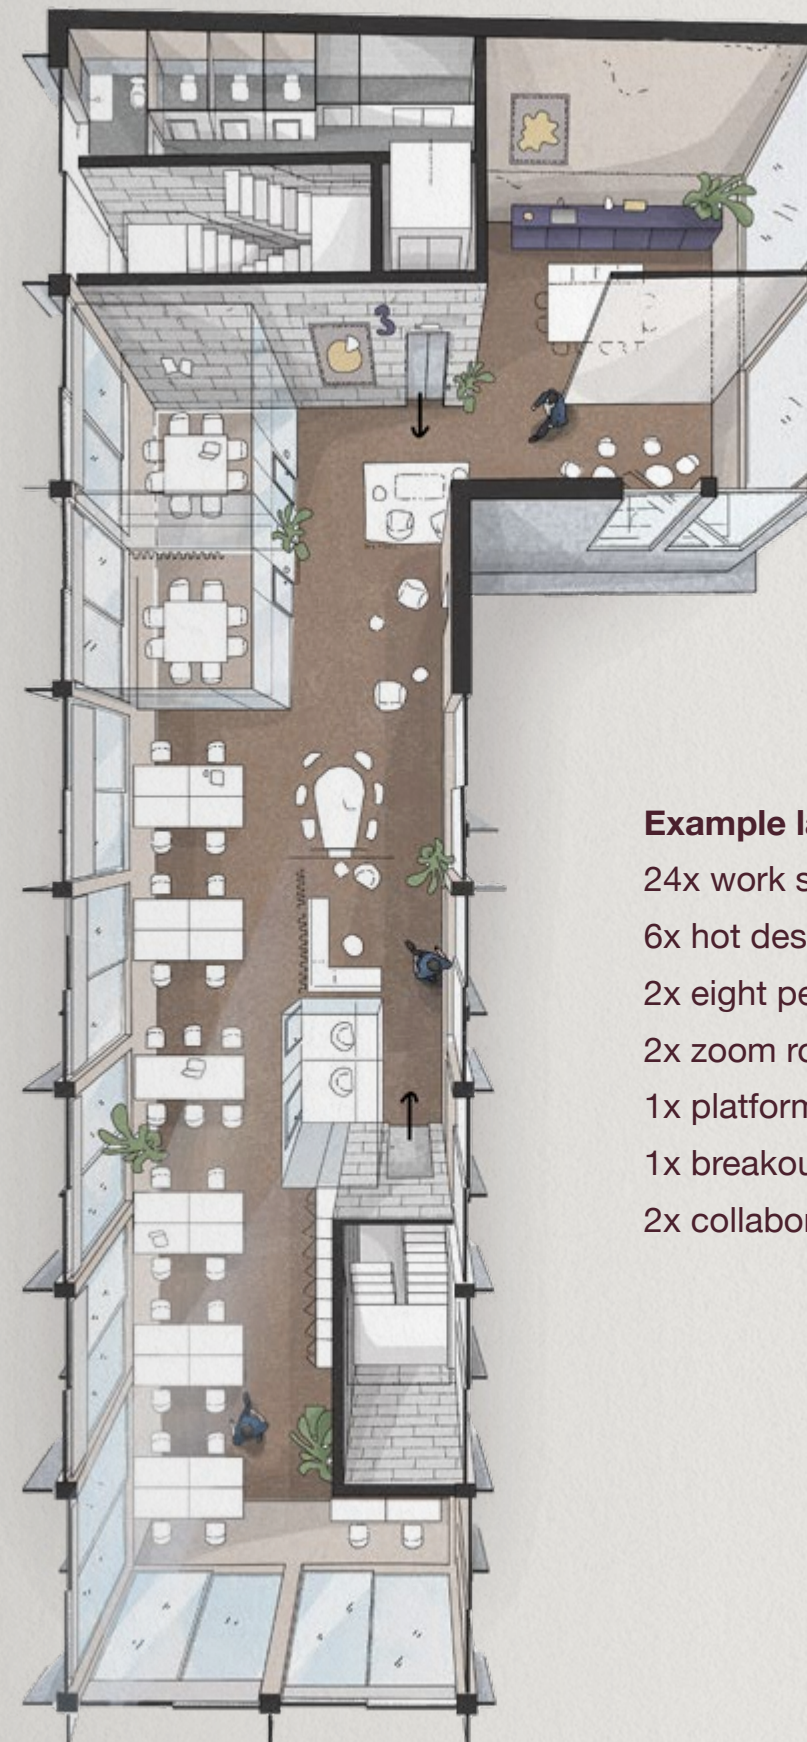 3
Example la
24x work s
6x hot des
2x eight pe
2x zoom ro
1x platform
1x breakou
2x collabor